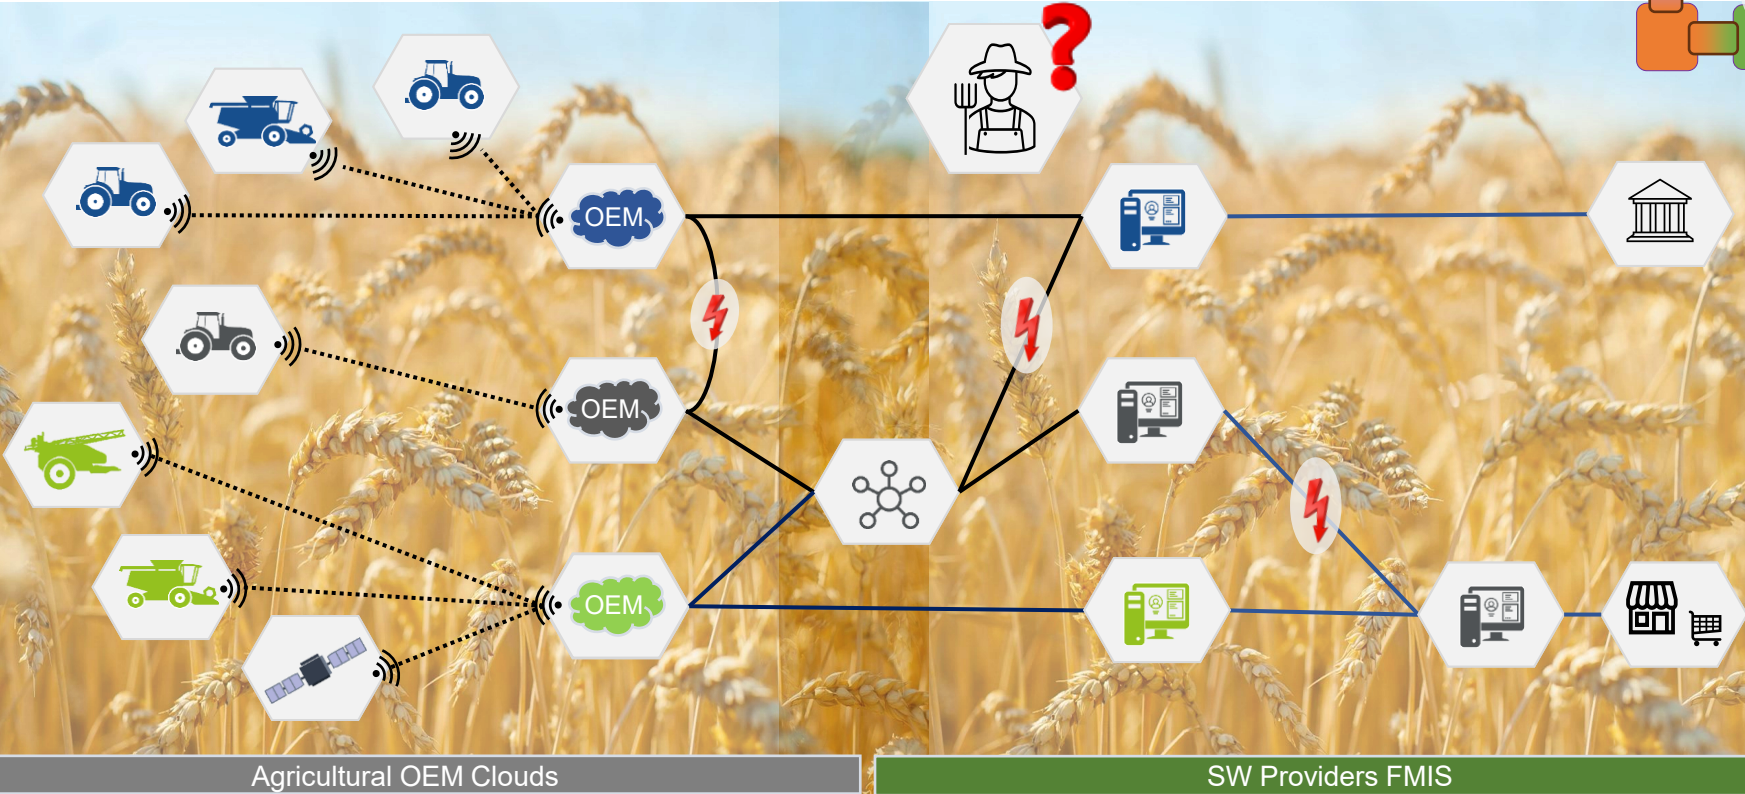 ?
OEM
OEM
OEM
Agricultural OEM Clouds
SW Providers FMIS